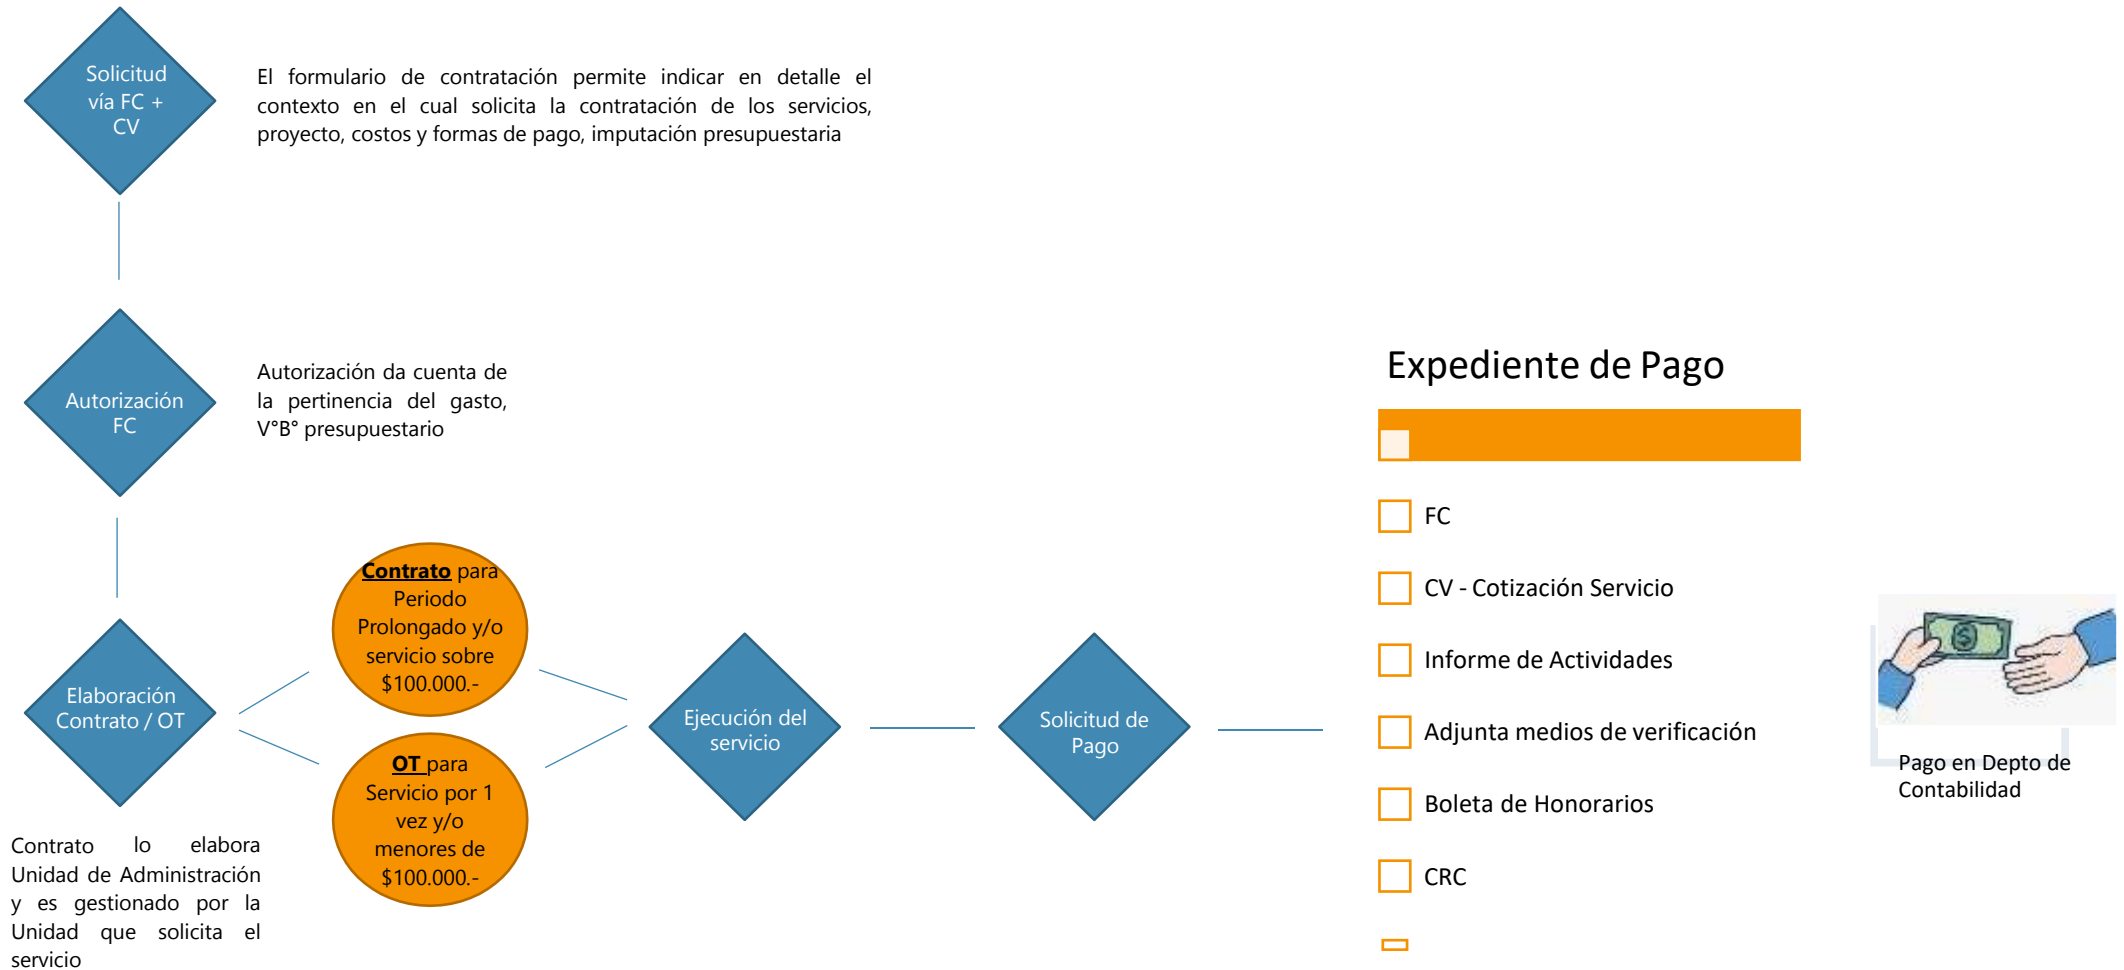 Solicitud
vía FC +
CV
El formulario de contratación permite indicar en detalle el
contexto en el cual solicita la contratación de los servicios,
proyecto, costos y formas de pago, imputación presupuestaria
Autorización
FC
Autorización da cuenta de
la pertinencia del gasto,
V°B° presupuestario
Elaboración
Contrato / OT
Contrato lo elabora
Unidad de Administración
y es gestionado por la
Unidad que solicita el
servicio
Contrato para
Periodo
Prolongado y/o
servicio sobre
$100.000.-
OT para
Servicio por 1
vez y/o
menores de
$100.000.-
Ejecución del
servicio
Solicitud de
Pago
Expediente de Pago
FC
CV - Cotización Servicio
Informe de Actividades
Adjunta medios de verificación
Boleta de Honorarios
CRC
Pago en Depto de
Contabilidad